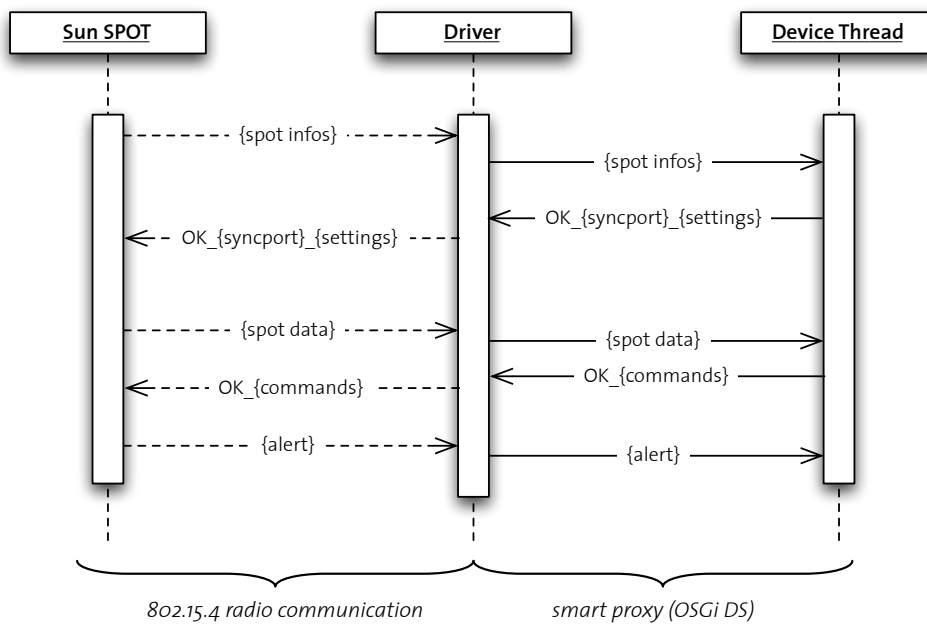 Sun SPOT
Driver
Device Thread
{spot infos}
{spot infos}
OK_{syncport}_{settings}
OK_{syncport}_{settings}
{spot data}
{spot data}
OK_{commands}
OK_{commands}
{alert}
{alert}
802.15.4 radio communication
smart proxy (OSGi DS)